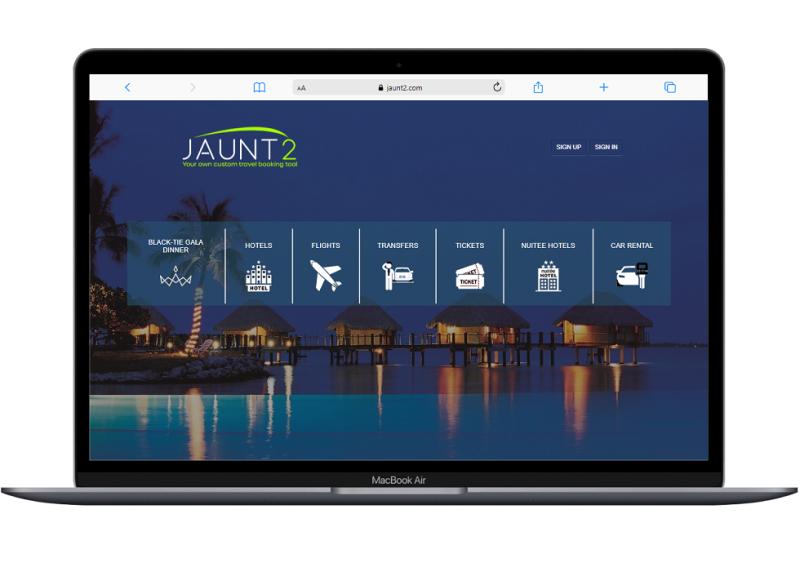 AA jaunt2.com
JAUNT2
Your own custom travel booking tool
SIGN UP SIGN IN
BLACK-TIE GALA
DINNER
HOTELS
FLIGHTS
TRANSFERS
TICKETS
NUITEE HOTELS
CAR RENTAL
HOTEL
TICKET
nuitée
HOTEL
MacBook Air